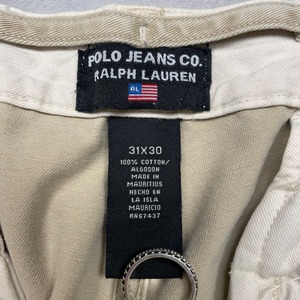 POLO JEANS CO.
RALPH LAUREN
RL
31X30
100% COTTON/
ALGODON
MADE IN
MAURITIUS
HECHO EN
LA ISLA
MAURICIO
RN67437